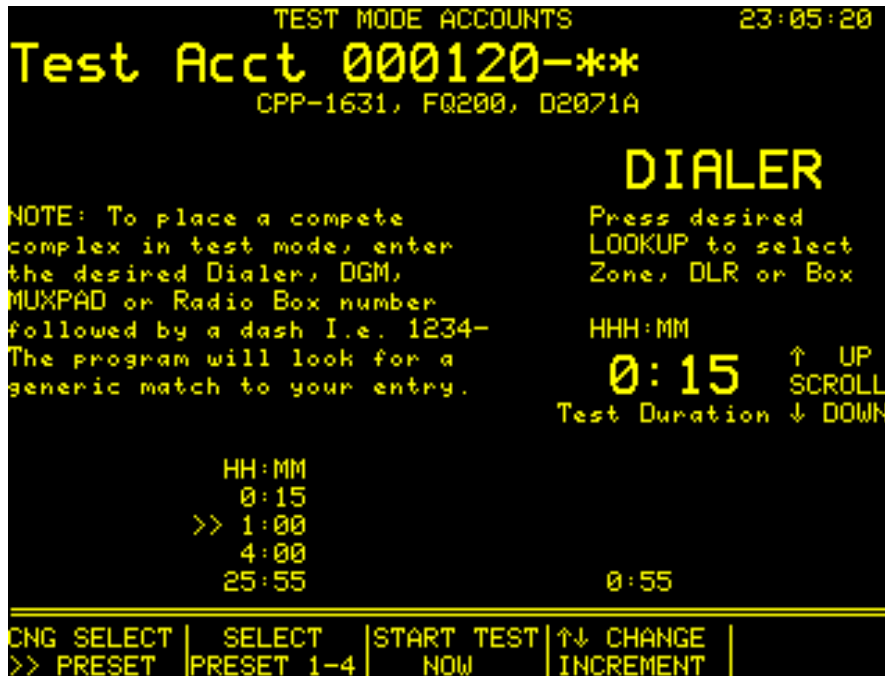 TEST MODE ACCOUNTS 23:05:20
Test Acct 000120-**
CPP-1631, FQ200, D2071A
DIALER
NOTE: To place a compete
complex in test mode, enter
the desired Dialer, DGM,
MUXPAD or Radio Box number
followed by a dash I.e. 1234-
The program will look for a
generic match to your entry.
Press desired
LOOKUP to select
Zone, DLR or Box
HHH:MM
0:15 ↑ UP
SCROLL
Test Duration ↓ DOWN
HH:MM
0:15
>> 1:00
4:00
25:55 0:55
CNG SELECT
>> PRESET
SELECT
PRESET 1-4
START TEST
NOW
↑↓ CHANGE
INCREMENT